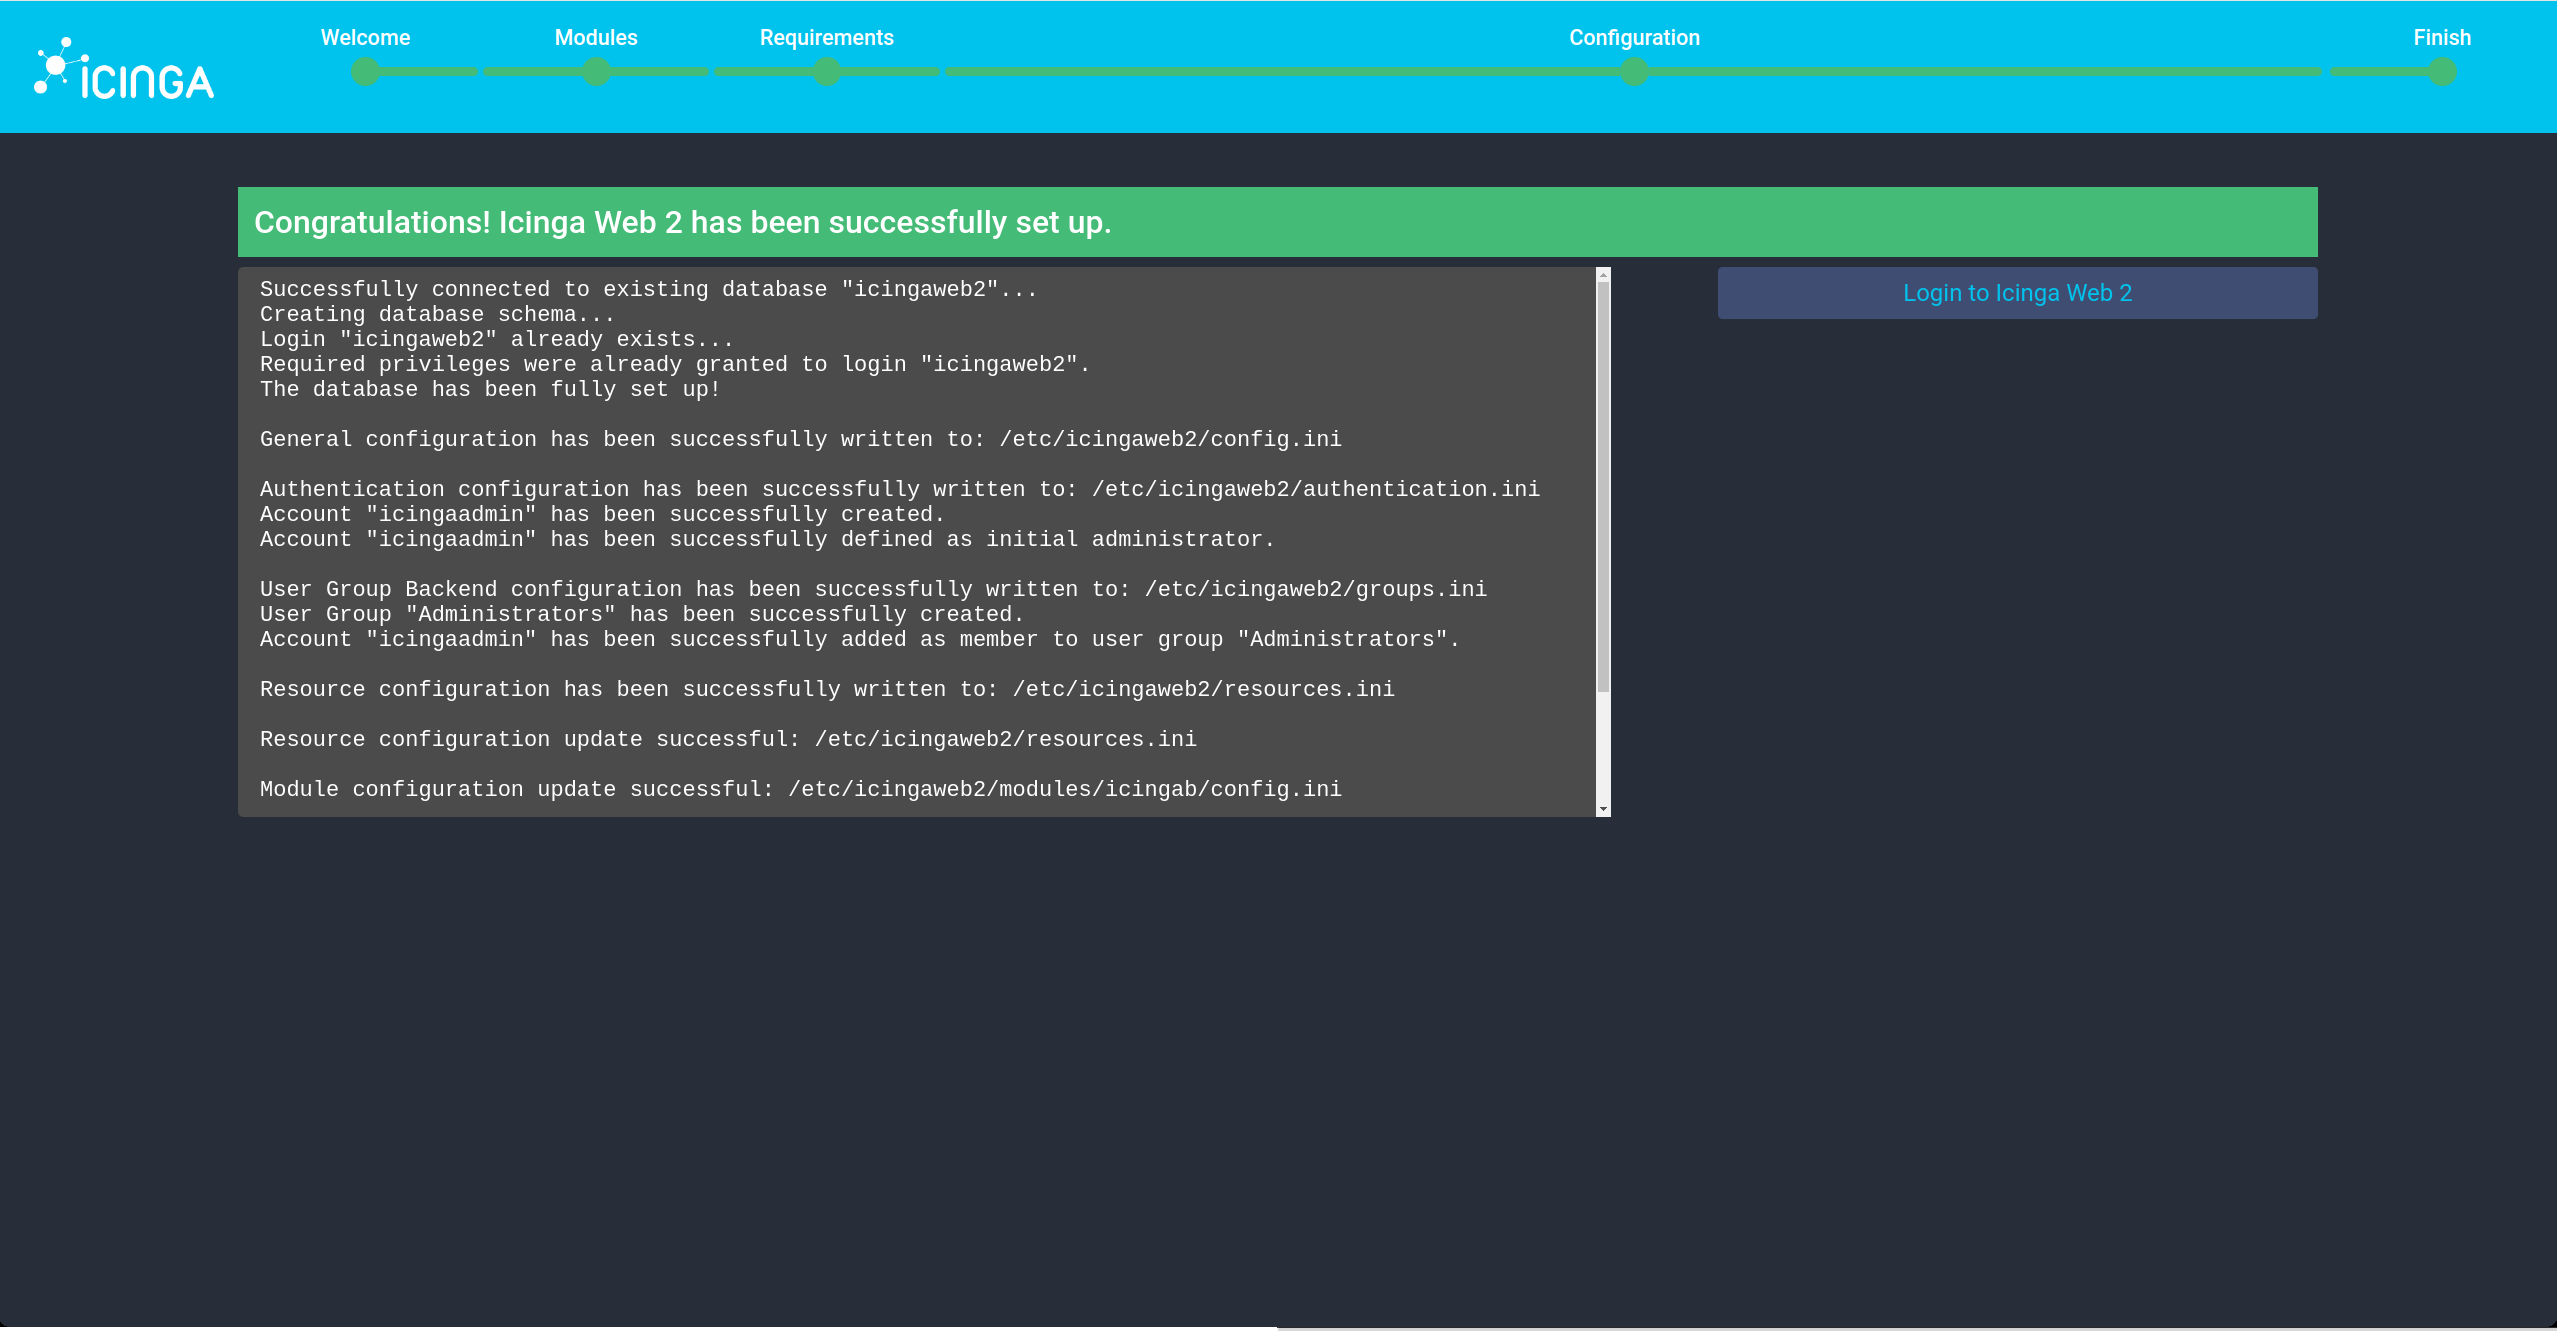 ICINGA
Welcome
Modules
Requirements
Configuration
Finish
Congratulations! Icinga Web 2 has been successfully set up.
Successfully connected to existing database "icingaweb2"...
Creating database schema...
Login "icingaweb2" already exists...
Required privileges were already granted to login "icingaweb2".
The database has been fully set up!
General configuration has been successfully written to: /etc/icingaweb2/config.ini
Authentication configuration has been successfully written to: /etc/icingaweb2/authentication.ini
Account "icingaadmin" has been successfully created.
Account "icingaadmin" has been successfully defined as initial administrator.
User Group Backend configuration has been successfully written to: /etc/icingaweb2/groups.ini
User Group "Administrators" has been successfully created.
Account "icingaadmin" has been successfully added as member to user group "Administrators".
Resource configuration has been successfully written to: /etc/icingaweb2/resources.ini
Resource configuration update successful: /etc/icingaweb2/resources.ini
Module configuration update successful: /etc/icingaweb2/modules/icingab/config.ini
Login to Icinga Web 2